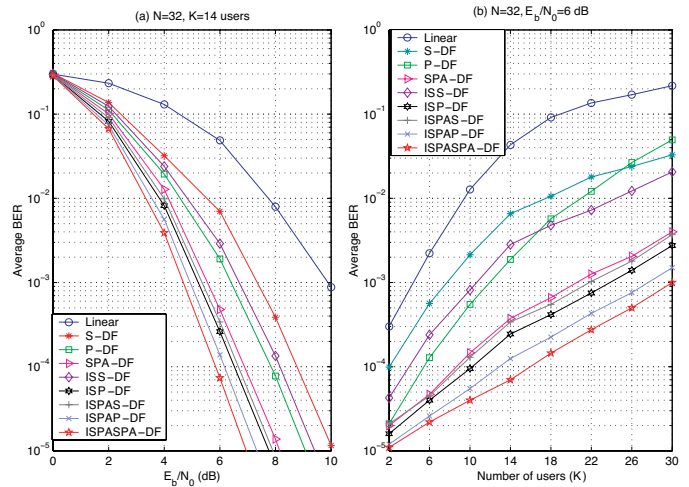 (a) N=32, K=14 users
10^0
10^-1
10^-2
10^-3
10^-4
10^-5
Average BER
0 2 4 6 8 10
E_b/N_0 (dB)
Linear
S-DF
P-DF
SPA-DF
ISS-DF
ISP-DF
ISPAS-DF
ISPAP-DF
ISPASPA-DF
(b) N=32, E_b/N_0=6 dB
10^0
10^-1
10^-2
10^-3
10^-4
10^-5
Average BER
2 6 10 14 18 22 26 30
Number of users (K)
Linear
S-DF
P-DF
SPA-DF
ISS-DF
ISP-DF
ISPAS-DF
ISPAP-DF
ISPASPA-DF